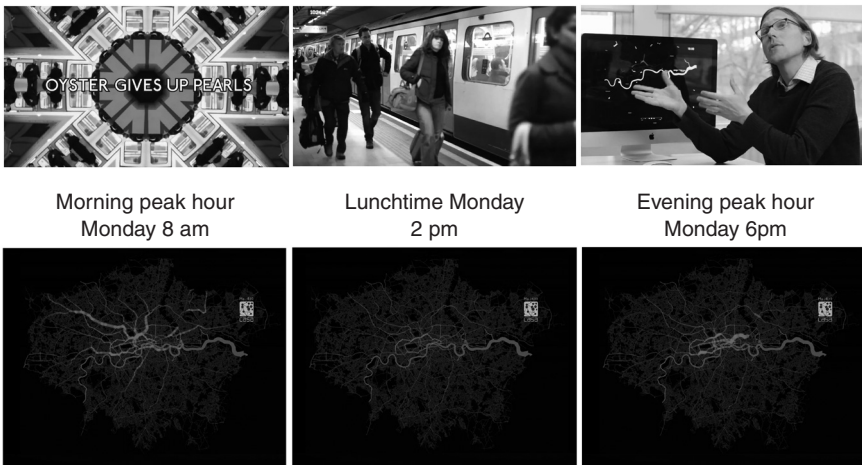 OYSTER GIVES UP PEARLS
Morning peak hour
Monday 8 am
Lunchtime Monday
2 pm
Evening peak hour
Monday 6pm